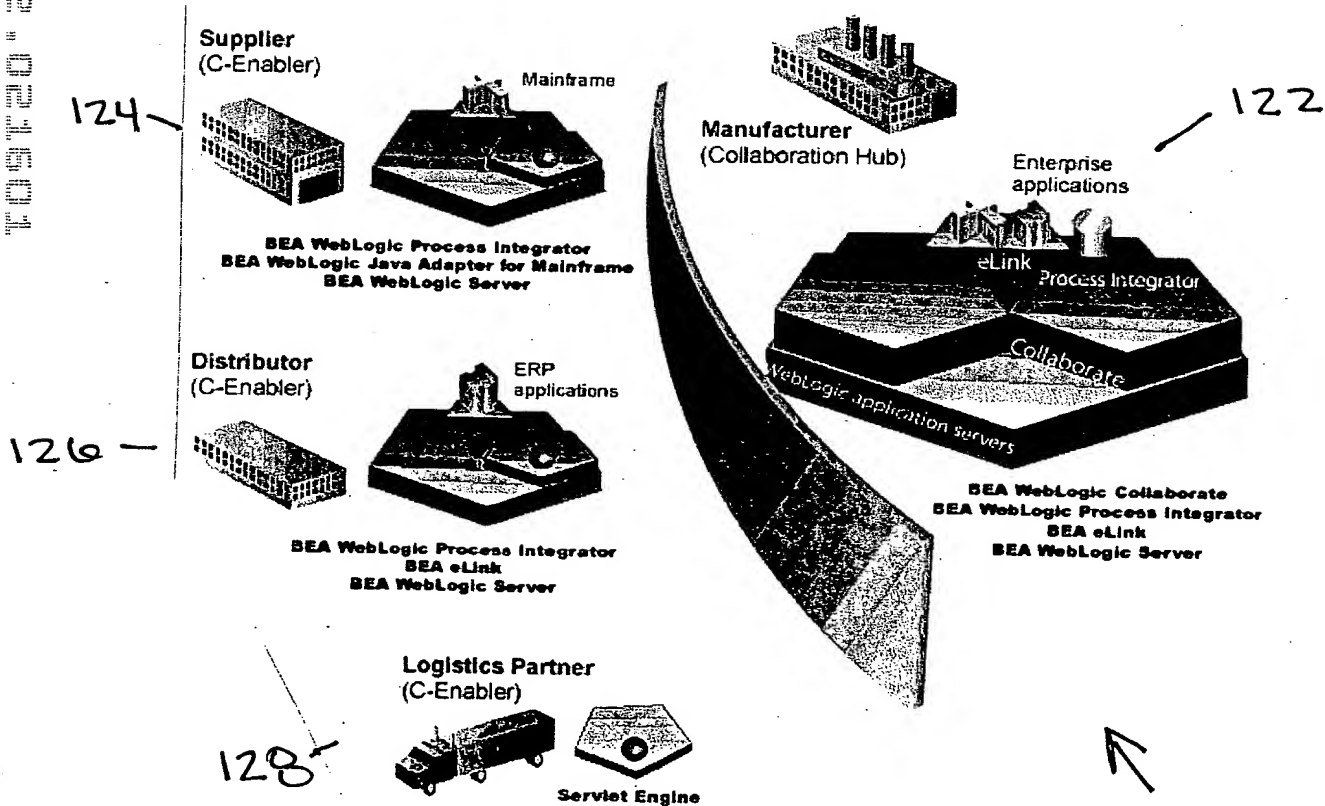 Supplier
(C-Enabler)
Mainframe
124
BEA WebLogic Process Integrator
BEA WebLogic Java Adapter for Mainframe
BEA WebLogic Server
Manufacturer
(Collaboration Hub)
122
Enterprise
applications
eLink
Process Integrator
Collaborate
WebLogic application servers
BEA WebLogic Collaborate
BEA WebLogic Process Integrator
BEA eLink
BEA WebLogic Server
Distributor
(C-Enabler)
ERP
applications
126
BEA WebLogic Process Integrator
BEA eLink
BEA WebLogic Server
Logistics Partner
(C-Enabler)
128
Servlet Engine